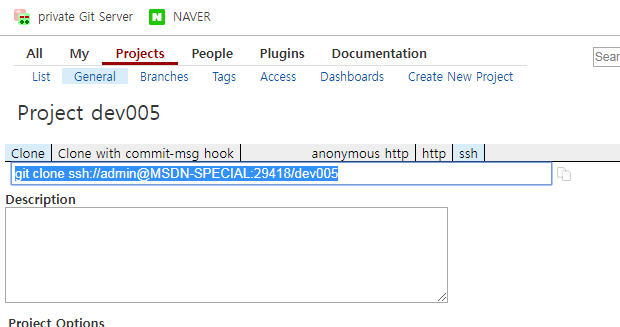 private Git Server NAVER
All My Projects People Plugins Documentation
Sear
List General Branches Tags Access Dashboards Create New Project
Project dev005
Clone Clone with commit-msg hook anonymous http http ssh
git clone ssh://admin@MSDN-SPECIAL:29418/dev005
Description
Project Options